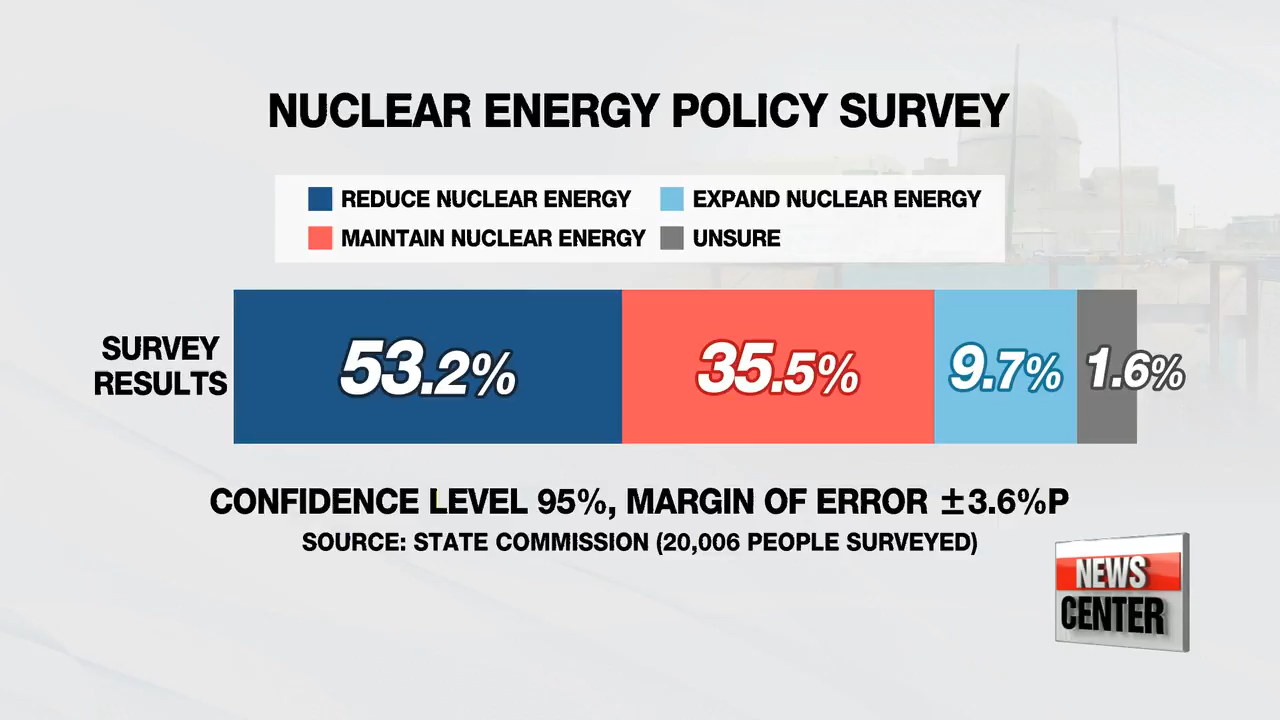 NUCLEAR ENERGY POLICY SURVEY
REDUCE NUCLEAR ENERGY
EXPAND NUCLEAR ENERGY
MAINTAIN NUCLEAR ENERGY
UNSURE
SURVEY
RESULTS
53.2%
35.5%
9.7%
1.6%
CONFIDENCE LEVEL 95%, MARGIN OF ERROR ±3.6%P
SOURCE: STATE COMMISSION (20,006 PEOPLE SURVEYED)
NEWS
CENTER